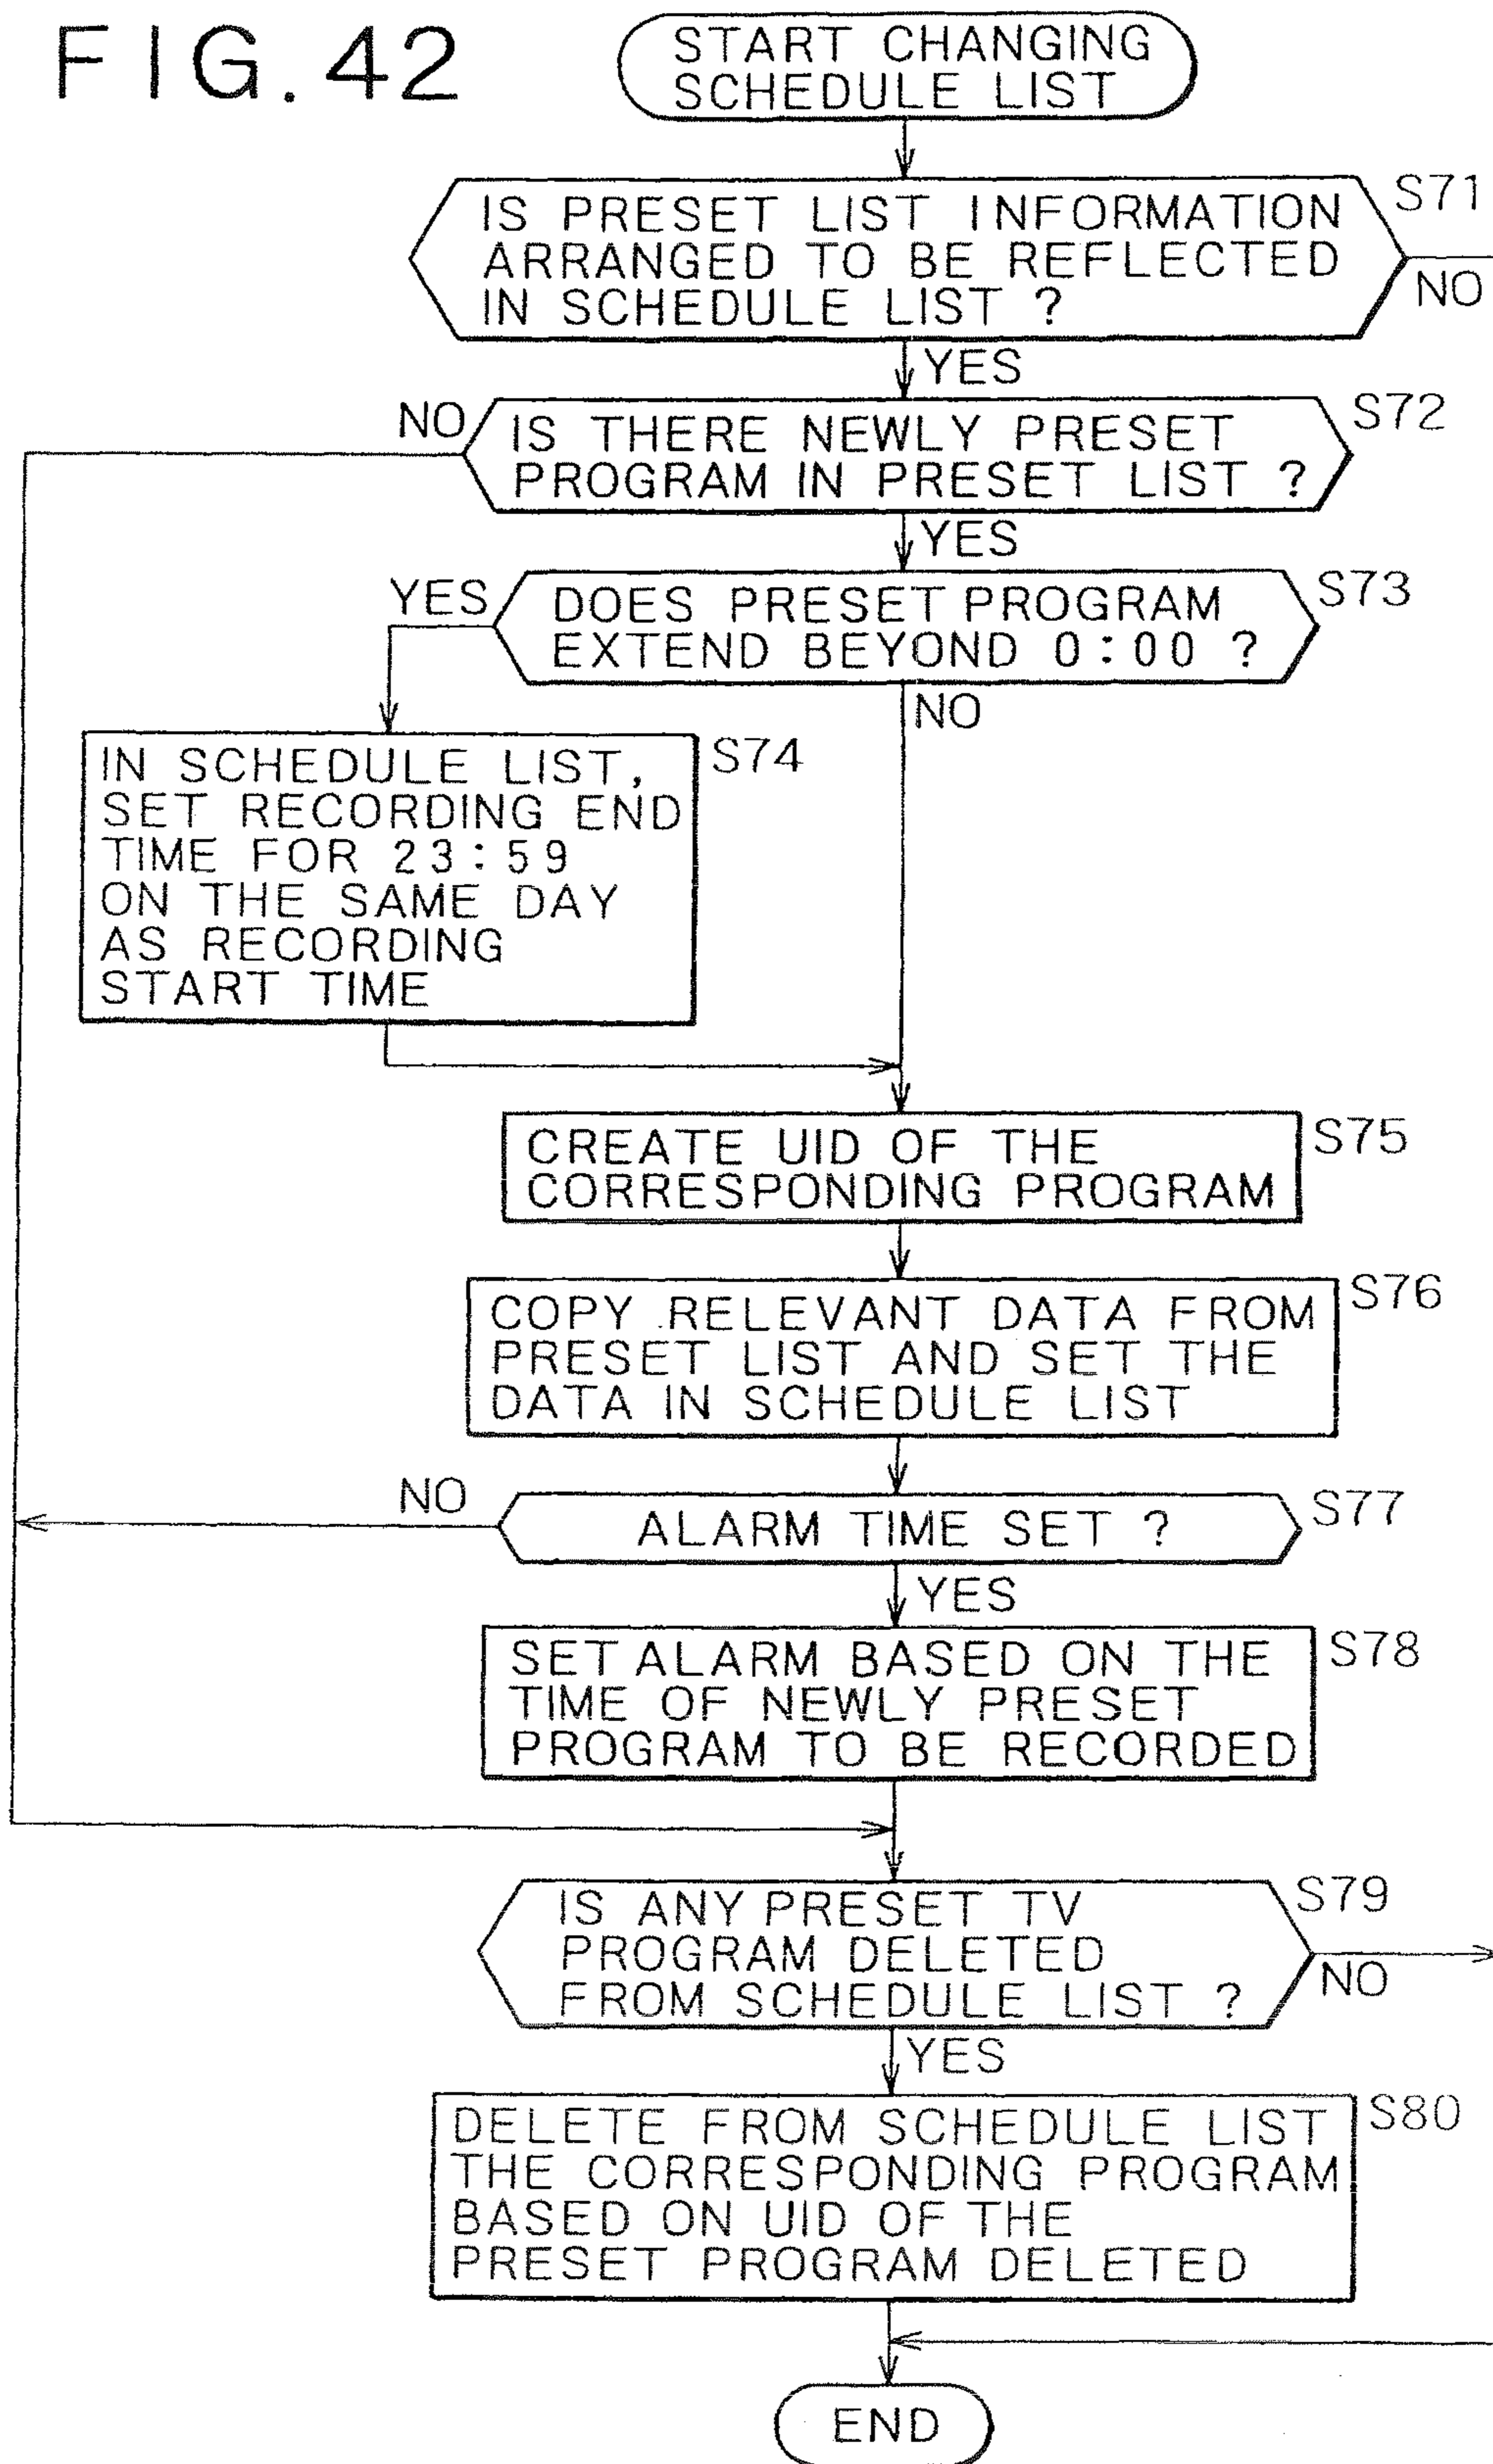 FIG. 42
START CHANGING
SCHEDULE LIST
IS PRESET LIST INFORMATION
ARRANGED TO BE REFLECTED
IN SCHEDULE LIST ?
S71
NO
YES
NO
IS THERE NEWLY PRESET
PROGRAM IN PRESET LIST ?
S72
YES
YES
DOES PRESET PROGRAM
EXTEND BEYOND 0:00 ?
S73
NO
IN SCHEDULE LIST,
SET RECORDING END
TIME FOR 23:59
ON THE SAME DAY
AS RECORDING
START TIME
S74
CREATE UID OF THE
CORRESPONDING PROGRAM
S75
COPY RELEVANT DATA FROM
PRESET LIST AND SET THE
DATA IN SCHEDULE LIST
S76
NO
ALARM TIME SET ?
S77
YES
SET ALARM BASED ON THE
TIME OF NEWLY PRESET
PROGRAM TO BE RECORDED
S78
IS ANY PRESET TV
PROGRAM DELETED
FROM SCHEDULE LIST ?
S79
NO
YES
DELETE FROM SCHEDULE LIST
THE CORRESPONDING PROGRAM
BASED ON UID OF THE
PRESET PROGRAM DELETED
S80
END